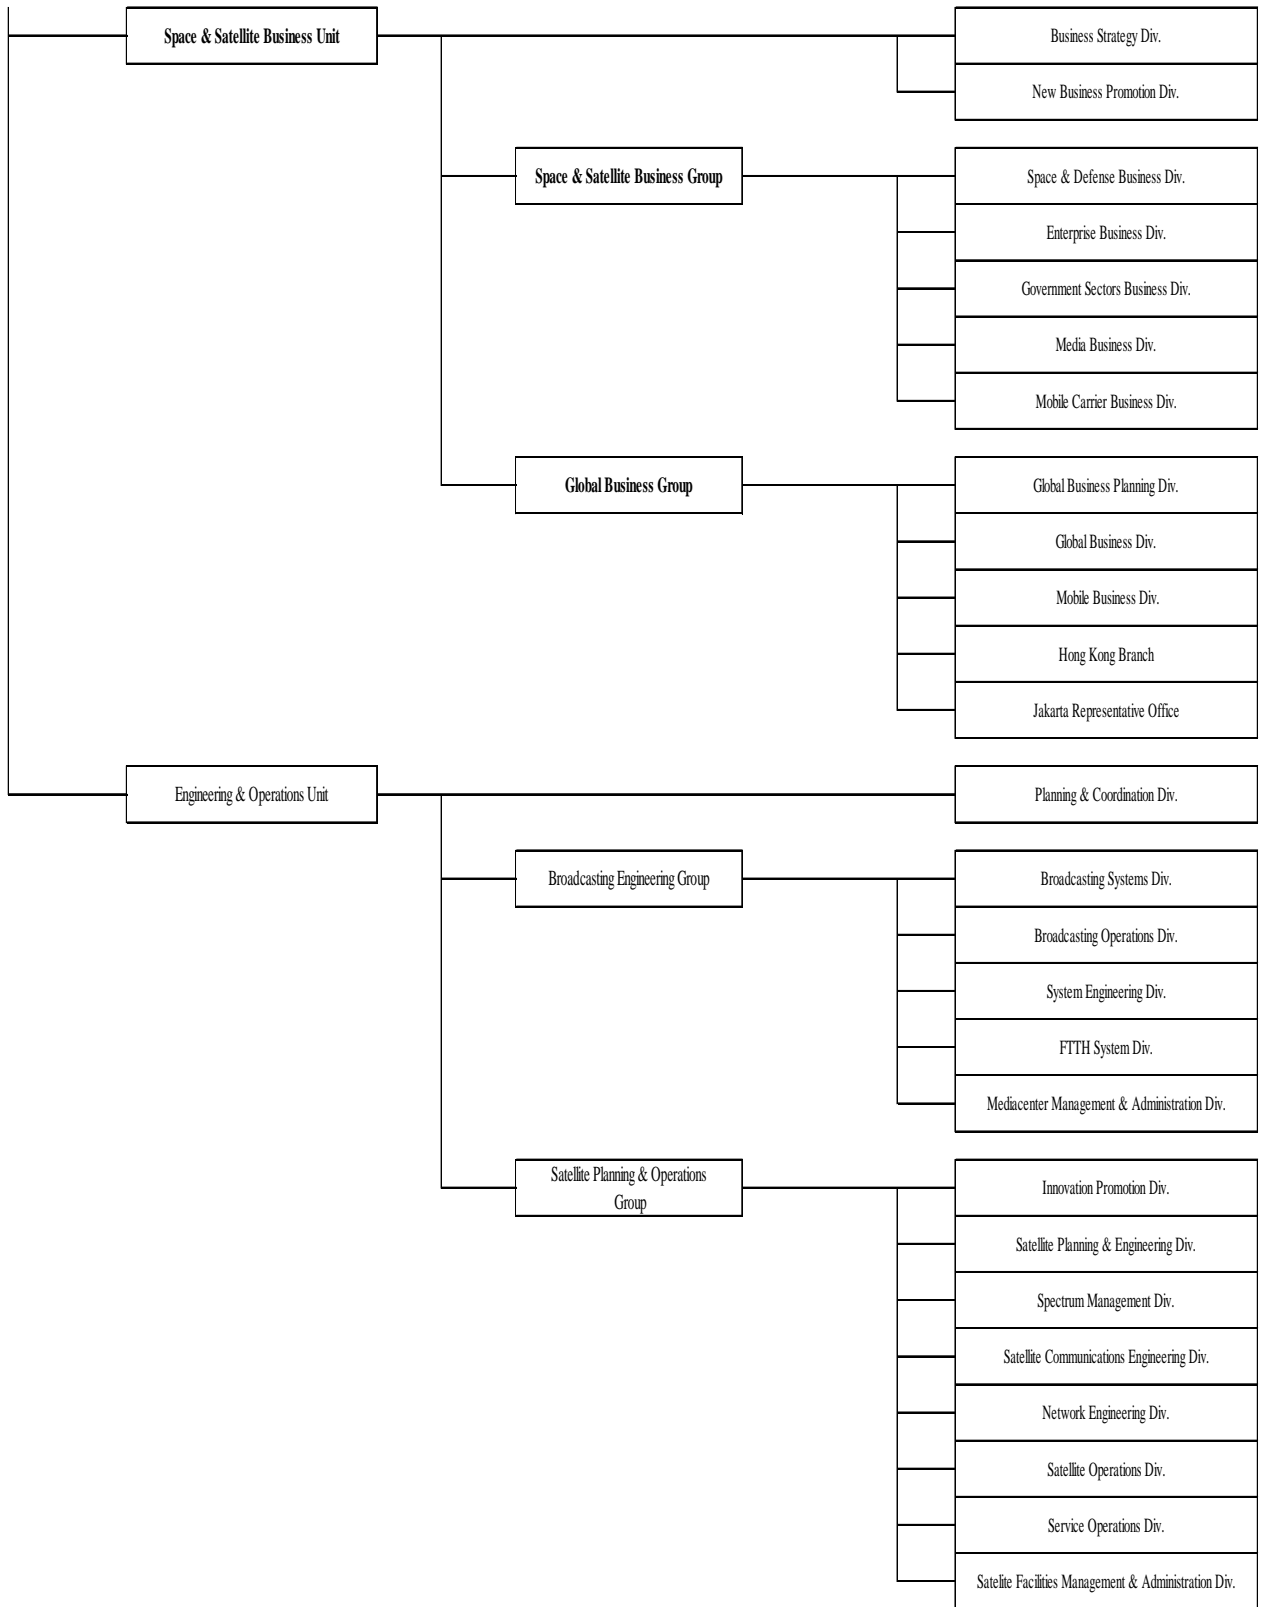 Space & Satellite Business Unit
Business Strategy Div.
New Business Promotion Div.
Space & Satellite Business Group
Space & Defense Business Div.
Enterprise Business Div.
Government Sectors Business Div.
Media Business Div.
Mobile Carrier Business Div.
Global Business Group
Global Business Planning Div.
Global Business Div.
Mobile Business Div.
Hong Kong Branch
Jakarta Representative Office
Engineering & Operations Unit
Planning & Coordination Div.
Broadcasting Engineering Group
Broadcasting Systems Div.
Broadcasting Operations Div.
System Engineering Div.
FTTH System Div.
Mediacenter Management & Administration Div.
Satellite Planning & Operations
Group
Innovation Promotion Div.
Satellite Planning & Engineering Div.
Spectrum Management Div.
Satellite Communications Engineering Div.
Network Engineering Div.
Satellite Operations Div.
Service Operations Div.
Satelite Facilities Management & Administration Div.